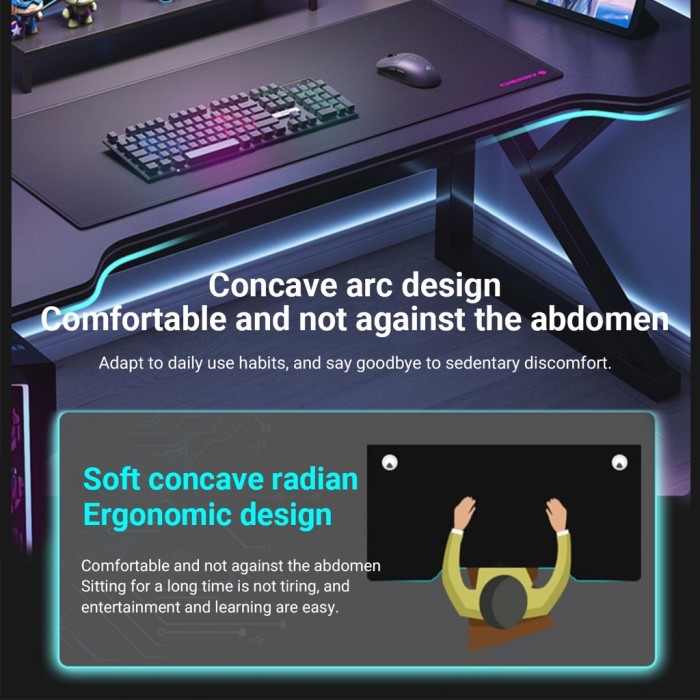 CHERRY
Concave arc design
Comfortable and not against the abdomen
Adapt to daily use habits, and say goodbye to sedentary discomfort.
Soft concave radian
Ergonomic design
Comfortable and not against the abdomen
Sitting for a long time is not tiring, and
entertainment and learning are easy.